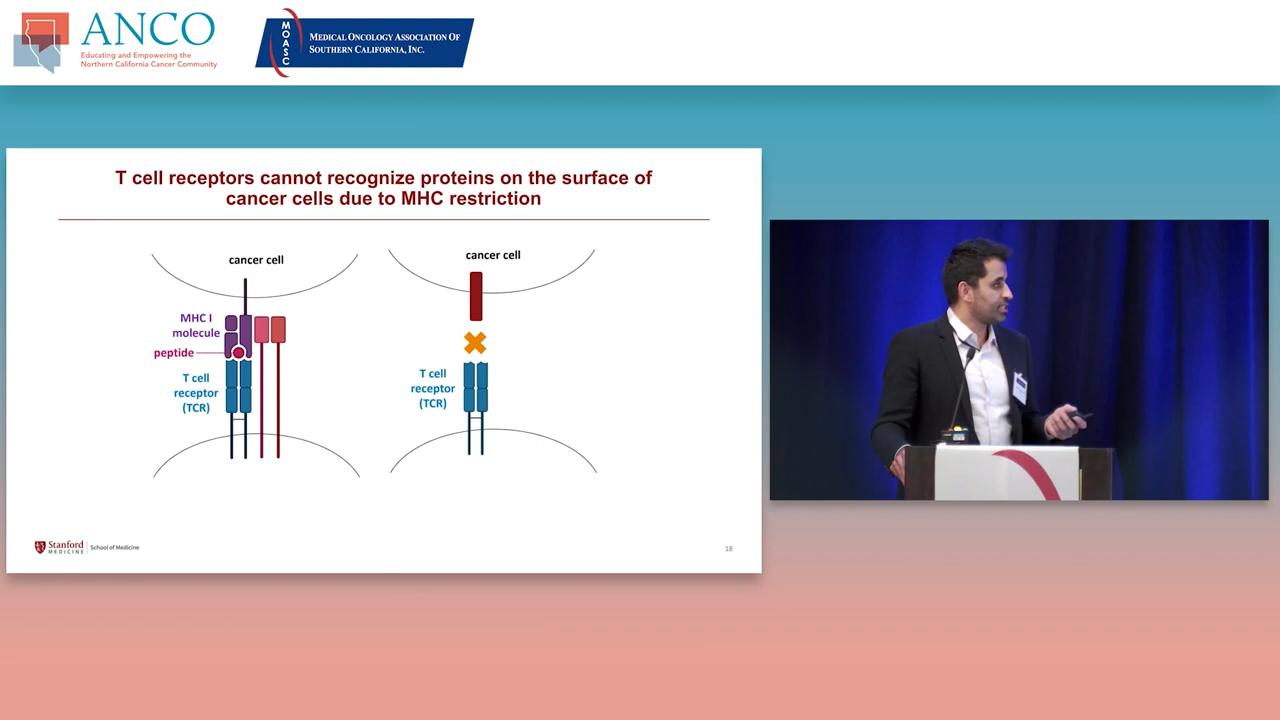 ANCO
Educating and Empowering the
Northern California Cancer Community
MOASC
MEDICAL ONCOLOGY ASSOCIATION OF
SOUTHERN CALIFORNIA, INC.
T cell receptors cannot recognize proteins on the surface of
cancer cells due to MHC restriction
cancer cell
MHC I
molecule
peptide
T cell
receptor
(TCR)
cancer cell
T cell
receptor
(TCR)
Stanford
MEDICINE
School of Medicine
18